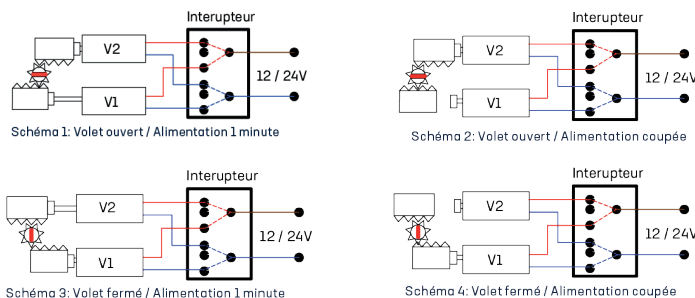 Interupteur
V2
V1
12 / 24V
Schéma 1: Volet ouvert / Alimentation 1 minute
Interupteur
V2
V1
12 / 24V
Schéma 2: Volet ouvert / Alimentation coupée
Interupteur
V2
V1
12 / 24V
Schéma 3: Volet fermé / Alimentation 1 minute
Interupteur
V2
V1
12 / 24V
Schéma 4: Volet fermé / Alimentation coupée